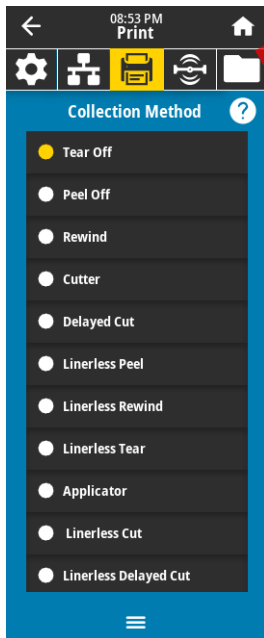 08:53 PM
Print
Collection Method ?
Tear Off
Peel Off
Rewind
Cutter
Delayed Cut
Linerless Peel
Linerless Rewind
Linerless Tear
Applicator
Linerless Cut
Linerless Delayed Cut